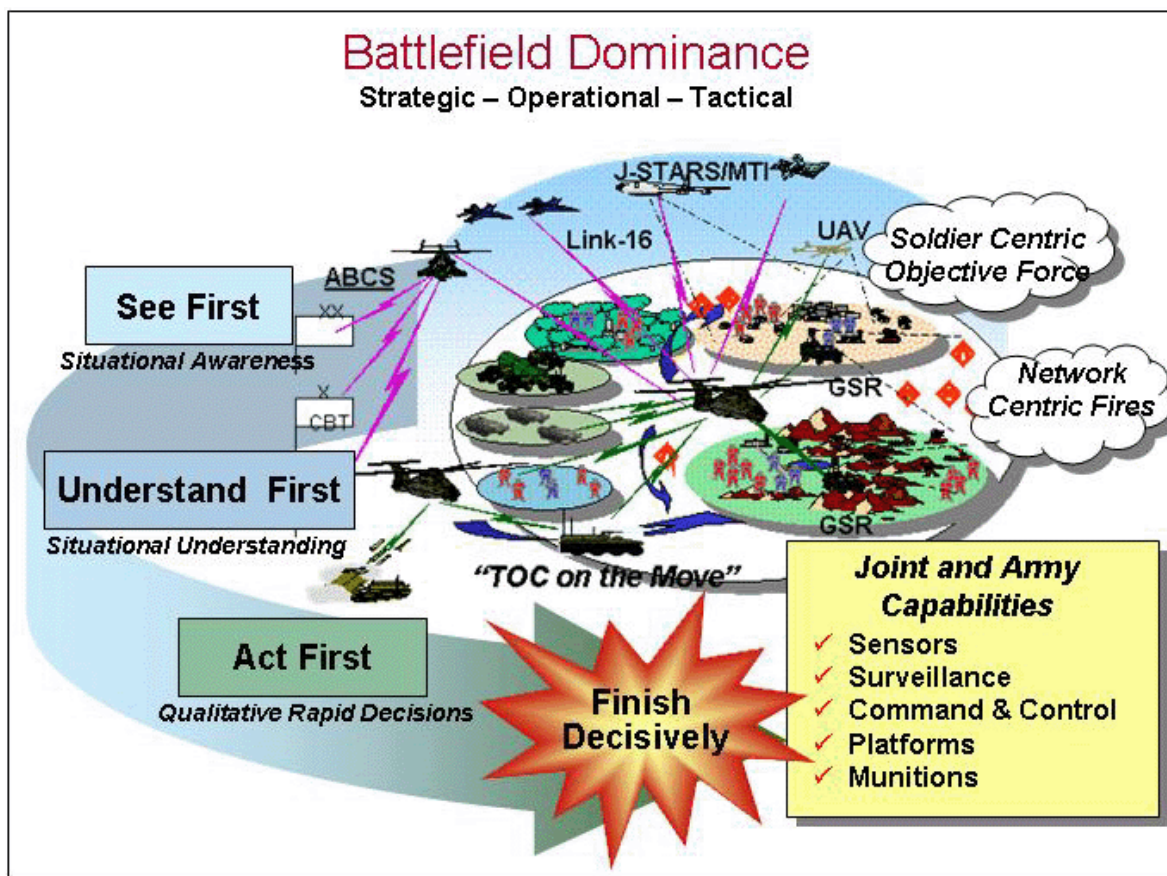 Battlefield Dominance
Strategic – Operational – Tactical
J-STARS/MTI
Link-16
UAV
Soldier Centric
Objective Force
ABCS
See First
XX
Situational Awareness
X
CBT
GSR
Network
Centric Fires
Understand First
Situational Understanding
GSR
"TOC on the Move"
Joint and Army
Capabilities
✓ Sensors
✓ Surveillance
✓ Command & Control
✓ Platforms
✓ Munitions
Act First
Qualitative Rapid Decisions
Finish
Decisively